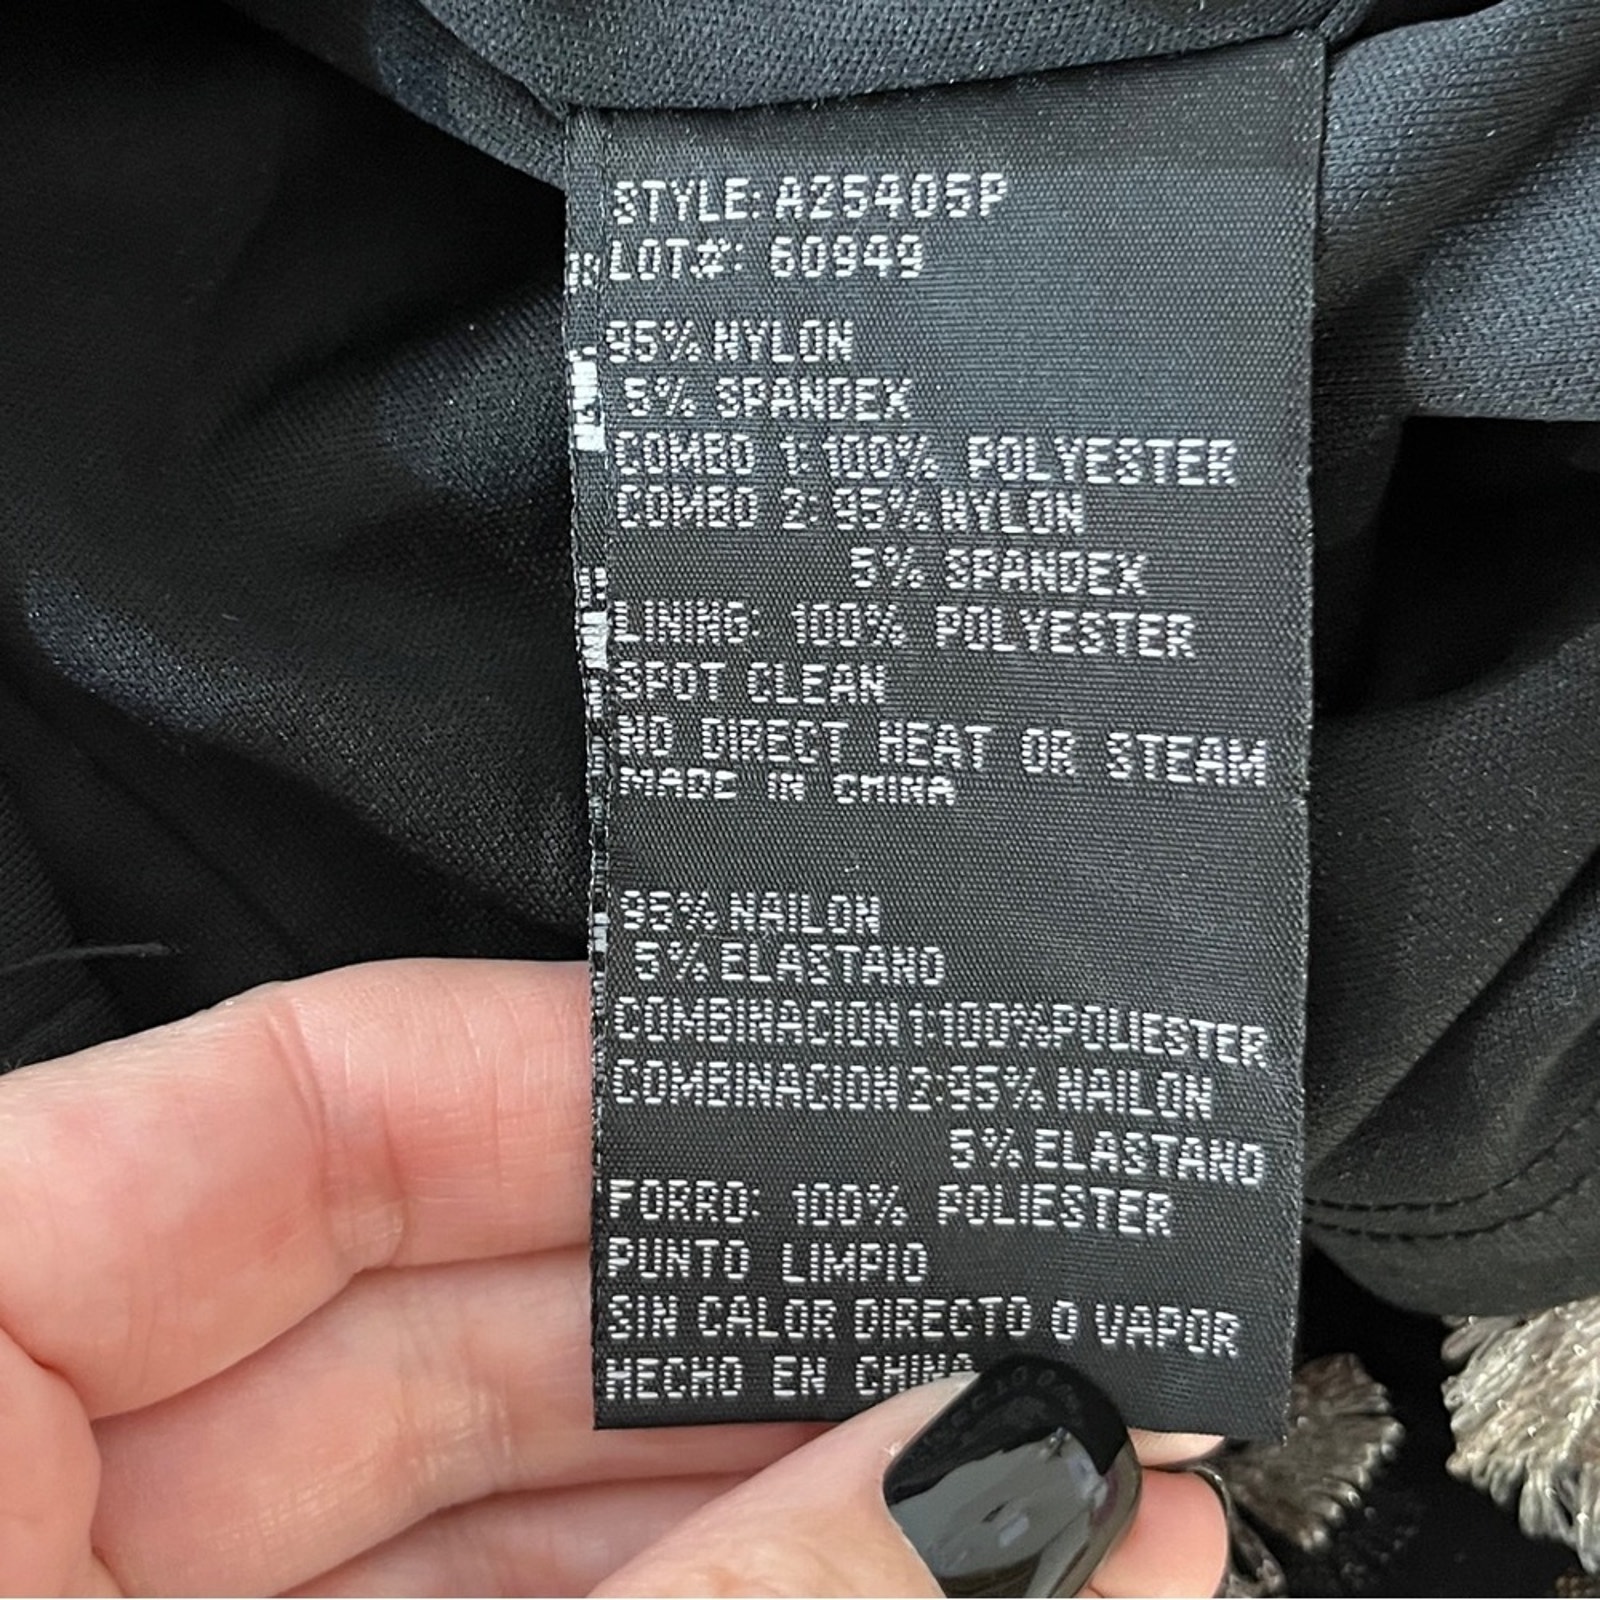 STYLE: A25405P
LOT#: 60949
95% NYLON
5% SPANDEX
COMBO 1: 100% POLYESTER
COMBO 2: 95% NYLON
5% SPANDEX
LINING: 100% POLYESTER
SPOT CLEAN
NO DIRECT HEAT OR STEAM
MADE IN CHINA
95% NAILON
5% ELASTANO
COMBINACION 1:100% POLIESTER
COMBINACION 2:95% NAILON
5% ELASTANO
FORRO: 100% POLIESTER
PUNTO LIMPIO
SIN CALOR DIRECTO O VAPOR
HECHO EN CHINA